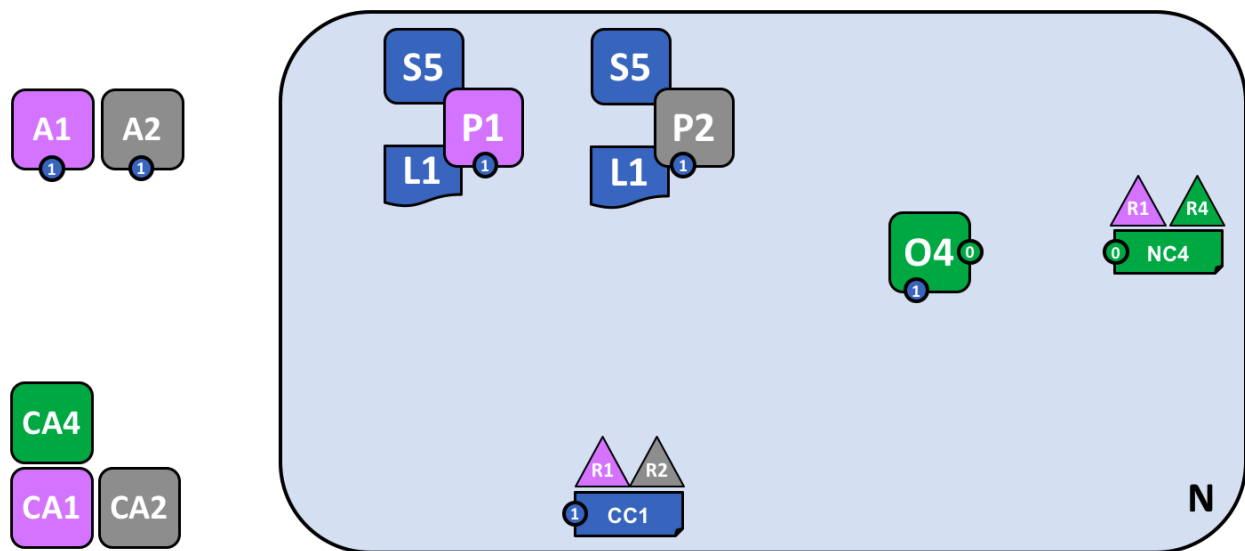 S5 S5
A1 A2 P1 P2
1 1 L1 1 L1 1
R1 R4
O4 0 0 NC4
1
CA4
R1 R2
CA1 CA2
1 CC1 N